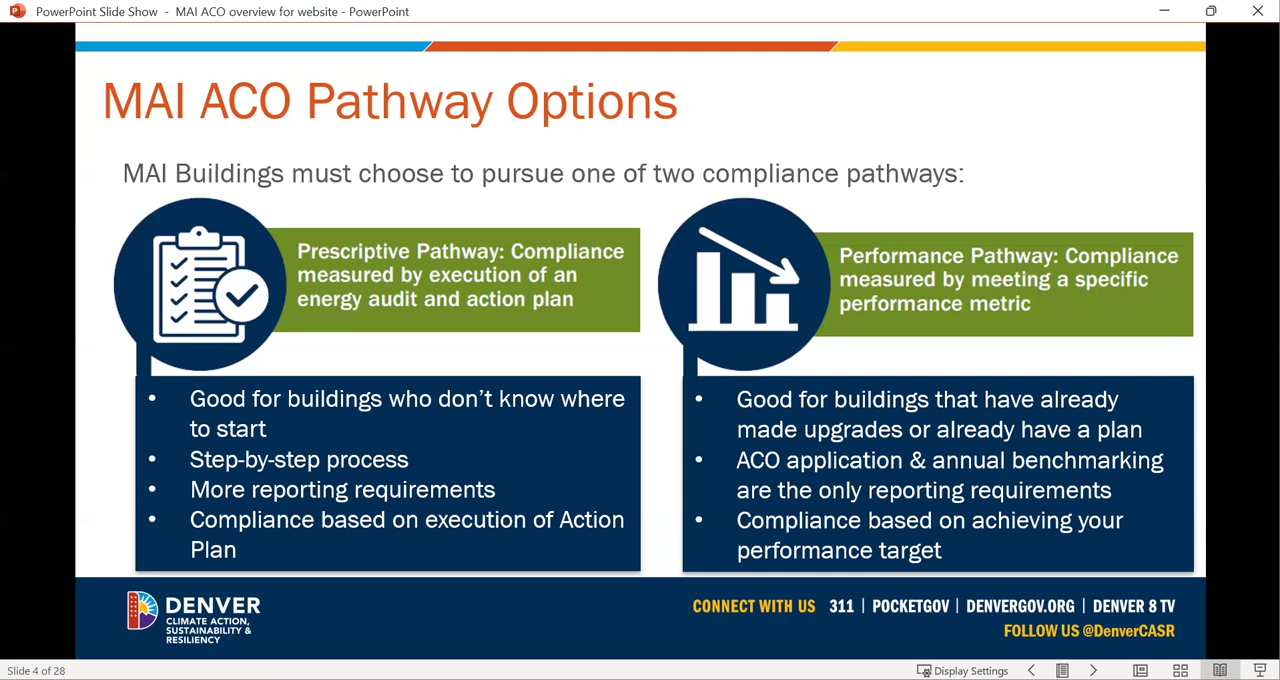 PowerPoint Slide Show - MAI ACO overview for website - PowerPoint
MAI ACO Pathway Options
MAI Buildings must choose to pursue one of two compliance pathways:
Prescriptive Pathway: Compliance
measured by execution of an
energy audit and action plan
• Good for buildings who don’t know where
to start
• Step-by-step process
• More reporting requirements
• Compliance based on execution of Action
Plan
Performance Pathway: Compliance
measured by meeting a specific
performance metric
• Good for buildings that have already
made upgrades or already have a plan
• ACO application & annual benchmarking
are the only reporting requirements
• Compliance based on achieving your
performance target
DENVER
CLIMATE ACTION,
SUSTAINABILITY &
RESILIENCY
CONNECT WITH US 311 | POCKETGOV | DENVERGOV.ORG | DENVER 8 TV
FOLLOW US @DenverCASR
Slide 4 of 28
Display Settings